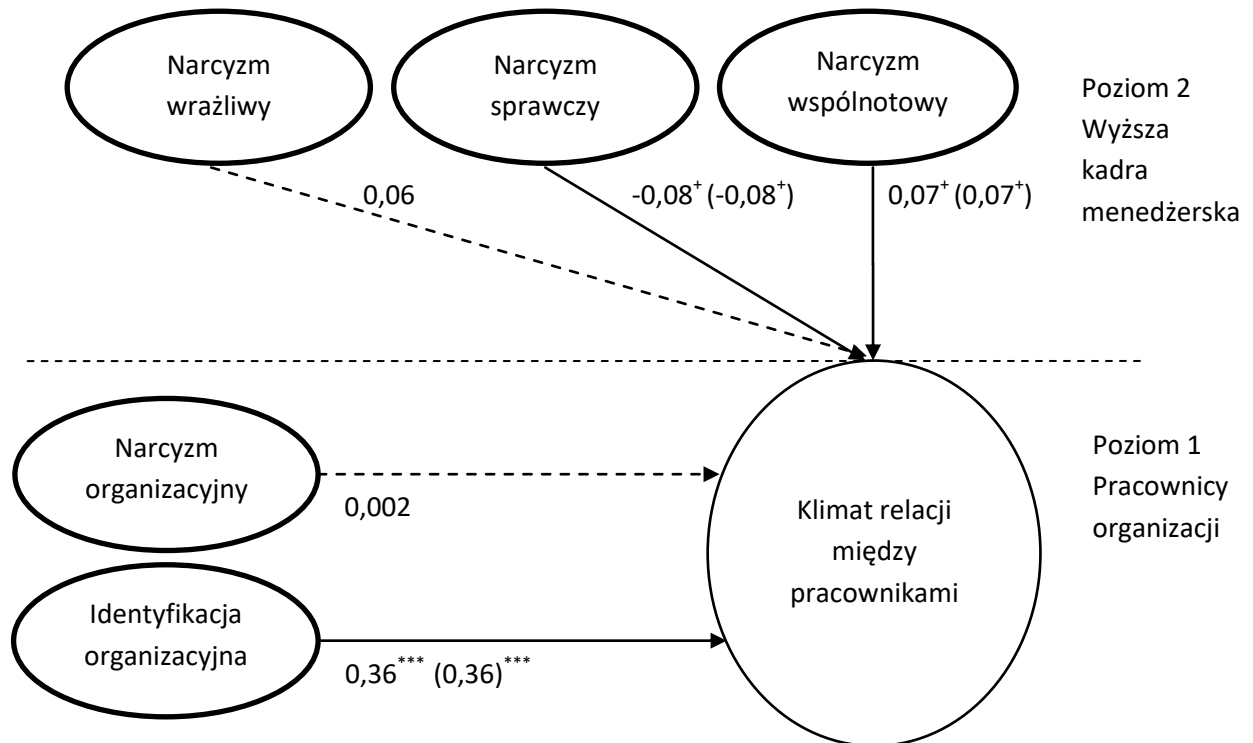 Narcyzm
wrażliwy
Narcyzm
sprawczy
Narcyzm
wspólnotowy
Poziom 2
Wyższa
kadra
menedżerska
0,06
-0,08⁺ (-0,08⁺)
0,07⁺ (0,07⁺)
Narcyzm
organizacyjny
0,002
Identyfikacja
organizacyjna
0,36*** (0,36)***
Klimat relacji
między
pracownikami
Poziom 1
Pracownicy
organizacji